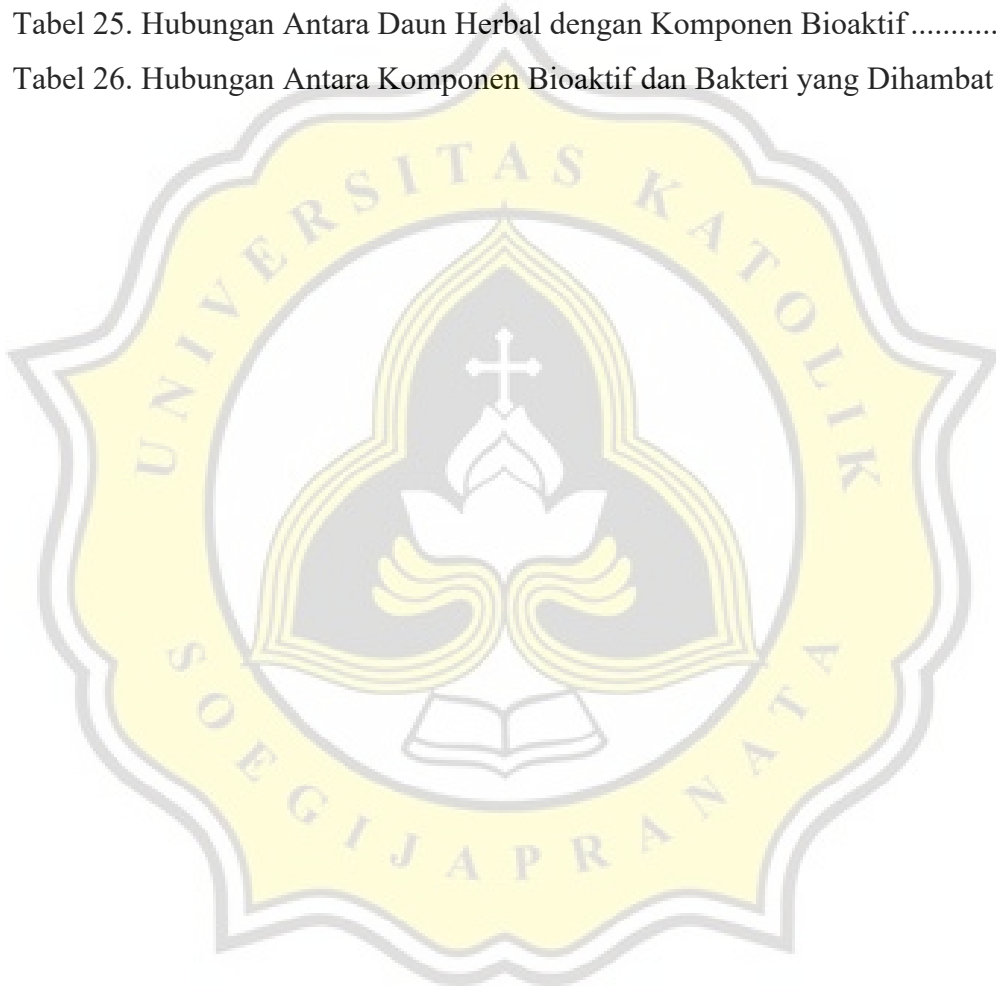 Tabel 25. Hubungan Antara Daun Herbal dengan Komponen Bioaktif...........
Tabel 26. Hubungan Antara Komponen Bioaktif dan Bakteri yang Dihambat
UNIVERSITAS KATOLIK
SOEGIJAPRANATA